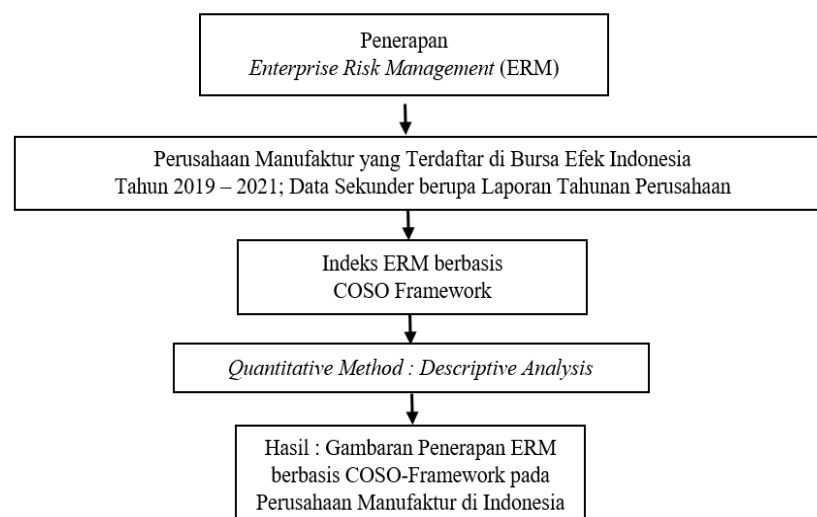 Penerapan
Enterprise Risk Management (ERM)
Perusahaan Manufaktur yang Terdaftar di Bursa Efek Indonesia
Tahun 2019 – 2021; Data Sekunder berupa Laporan Tahunan Perusahaan
Indeks ERM berbasis
COSO Framework
Quantitative Method : Descriptive Analysis
Hasil : Gambaran Penerapan ERM
berbasis COSO-Framework pada
Perusahaan Manufaktur di Indonesia